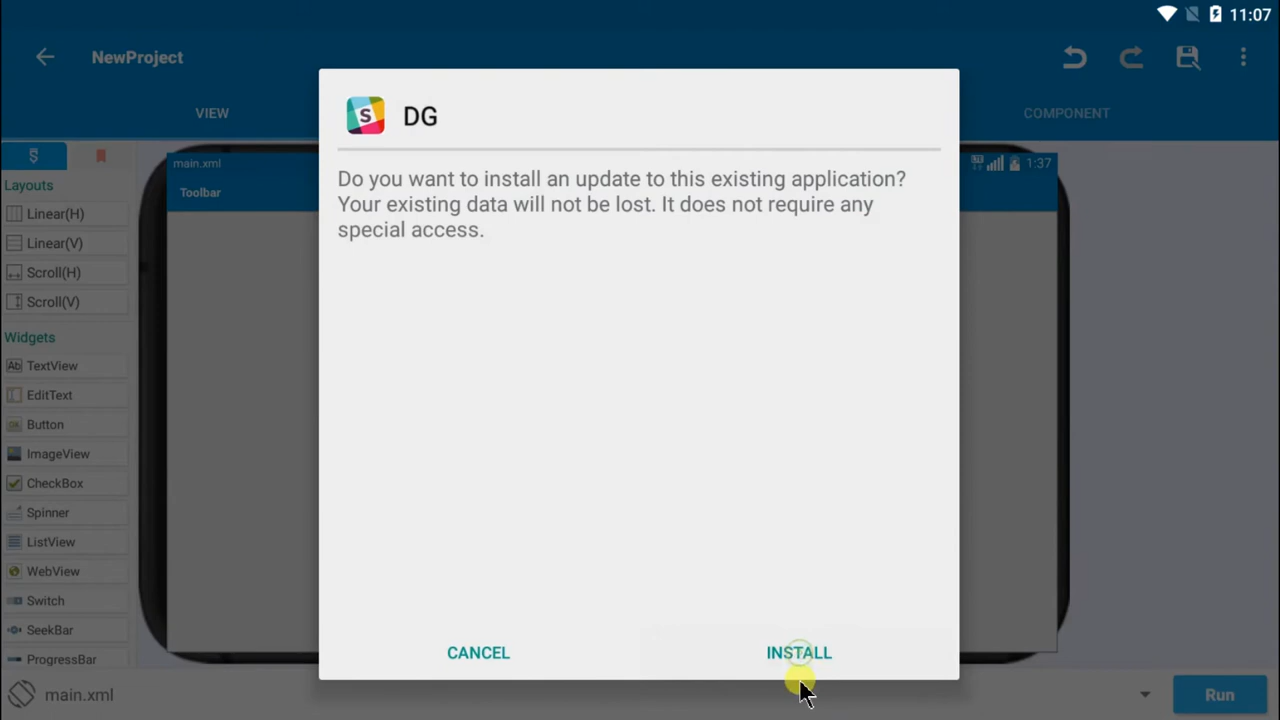 11:07
NewProject
VIEW
COMPONENT
S DG
Do you want to install an update to this existing application?
Your existing data will not be lost. It does not require any
special access.
CANCEL
INSTALL
main.xml
1:37
Toolbar
Layouts
Linear(H)
Linear(V)
Scroll(H)
Scroll(V)
Widgets
Ab TextView
EditText
OK Button
ImageView
CheckBox
Spinner
ListView
WebView
Switch
SeekBar
ProgressBar
main.xml
Run